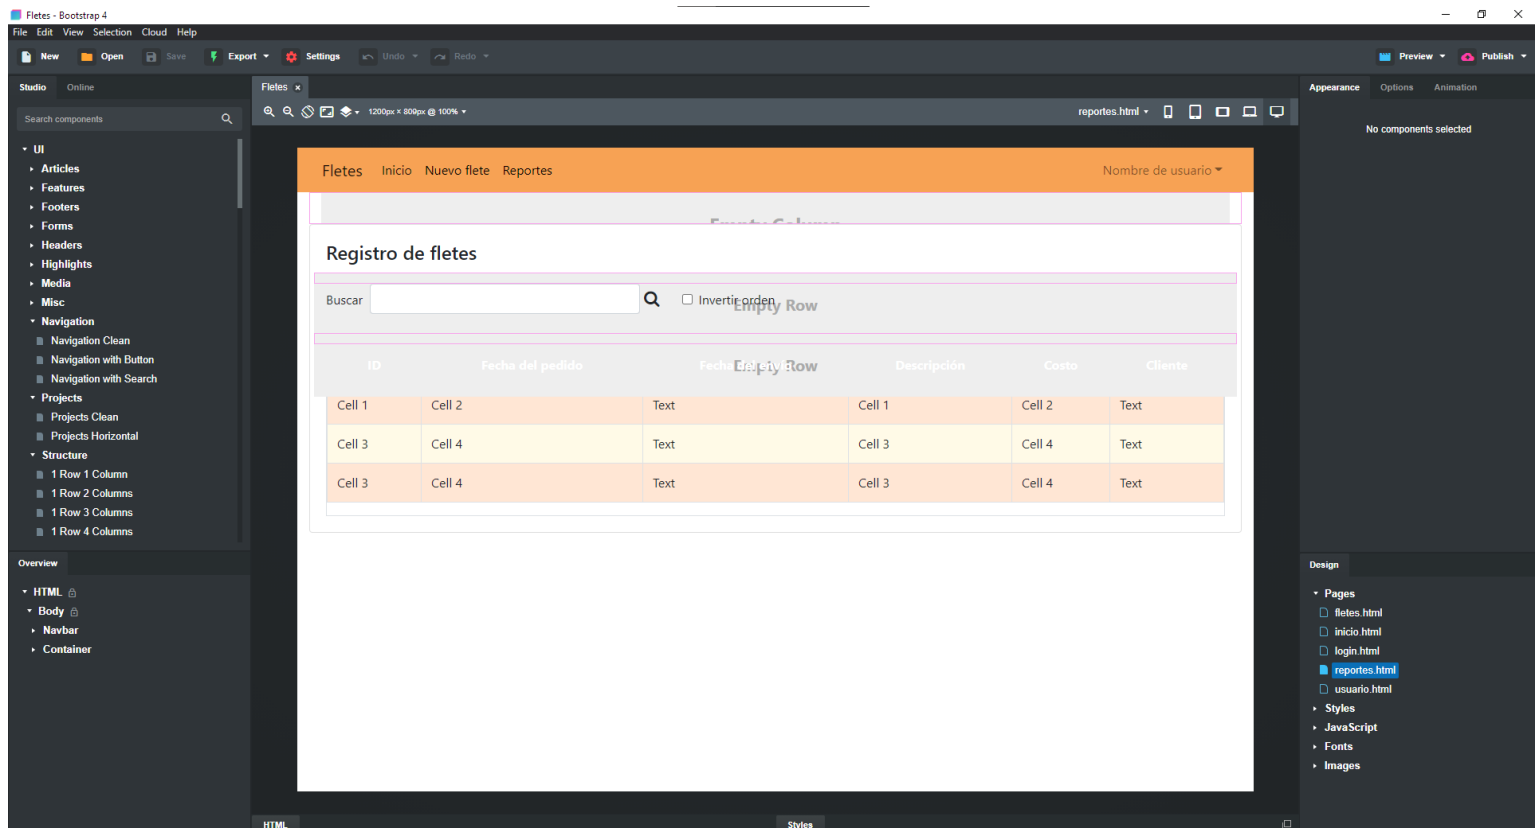 Fletes - Bootstrap 4
File Edit View Selection Cloud Help
New Open Save Export Settings Undo Redo Preview Publish
Studio Online
Fletes
Appearance Options Animation
Search components
1200px × 809px @ 100%
reportes.html
No components selected
UI
Articles
Features
Footers
Forms
Headers
Highlights
Media
Misc
Navigation
Navigation Clean
Navigation with Button
Navigation with Search
Projects
Projects Clean
Projects Horizontal
Structure
1 Row 1 Column
1 Row 2 Columns
1 Row 3 Columns
1 Row 4 Columns
Fletes Inicio Nuevo flete Reportes Nombre de usuario
Empty Column
Registro de fletes
Buscar Invertir orden
Empty Row
ID Fecha del pedido Fecha del envío Descripción Costo Cliente
Empty Row
Cell 1 Cell 2 Text Cell 1 Cell 2 Text
Cell 3 Cell 4 Text Cell 3 Cell 4 Text
Cell 3 Cell 4 Text Cell 3 Cell 4 Text
Overview
HTML
Body
Navbar
Container
Design
Pages
fletes.html
inicio.html
login.html
reportes.html
usuario.html
Styles
JavaScript
Fonts
Images
HTML
Styles